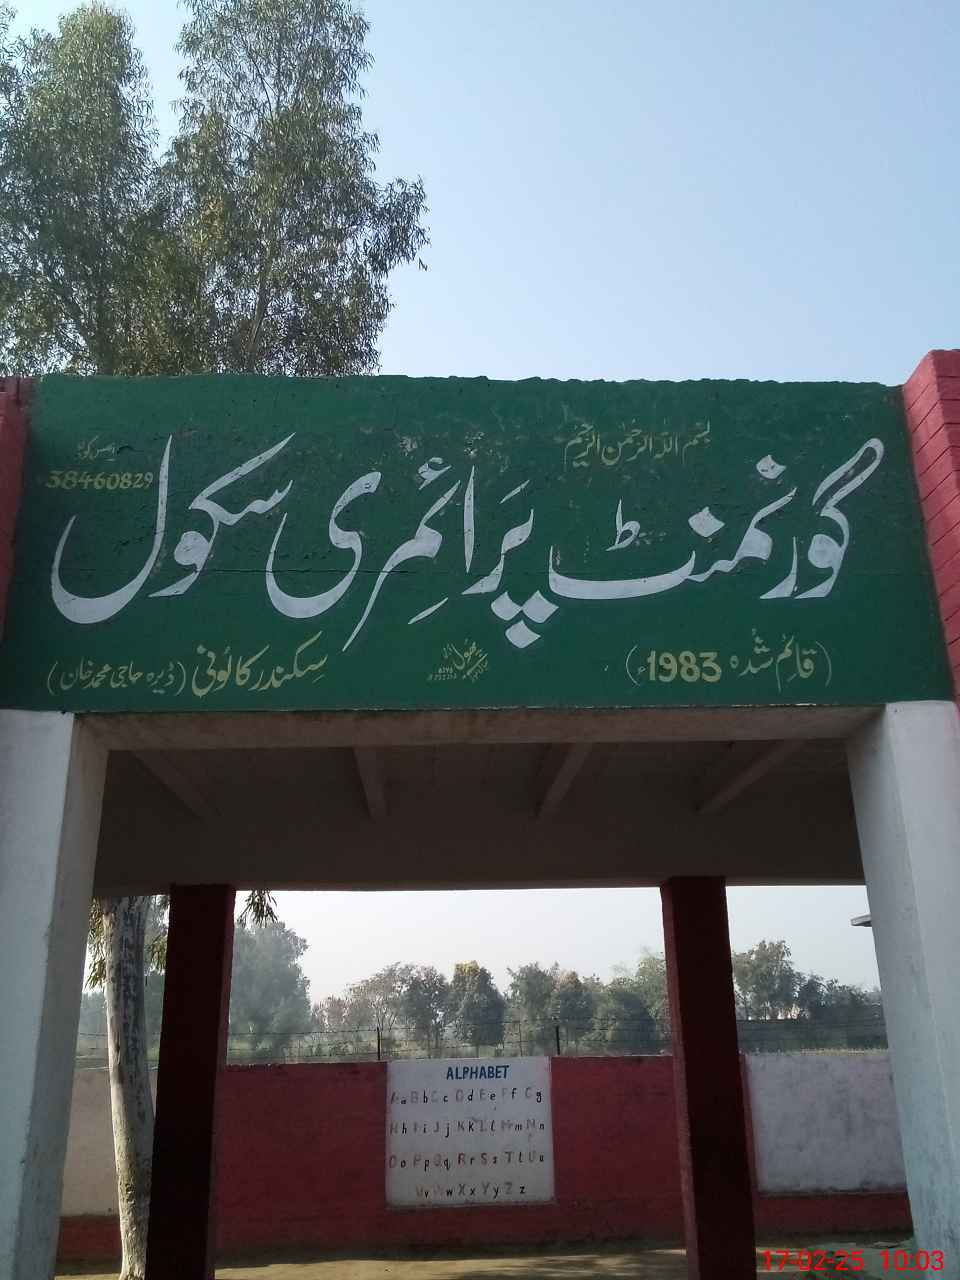 بسم اللہ الرحمٰن الرحیم
گورنمنٹ پرائمری سکول
38460829
(قائم شُدہ 1983ء)
سکندر کالونی (ڈیرہ حاجی محمد خان)
ALPHABET
Aa Bb Cc Dd Ee Ff Gg
Hh Ii Jj Kk Ll Mm Nn
Oo Pp Qq Rr Ss Tt Uu
Vv Ww Xx Yy Zz
17-02-25 10:03